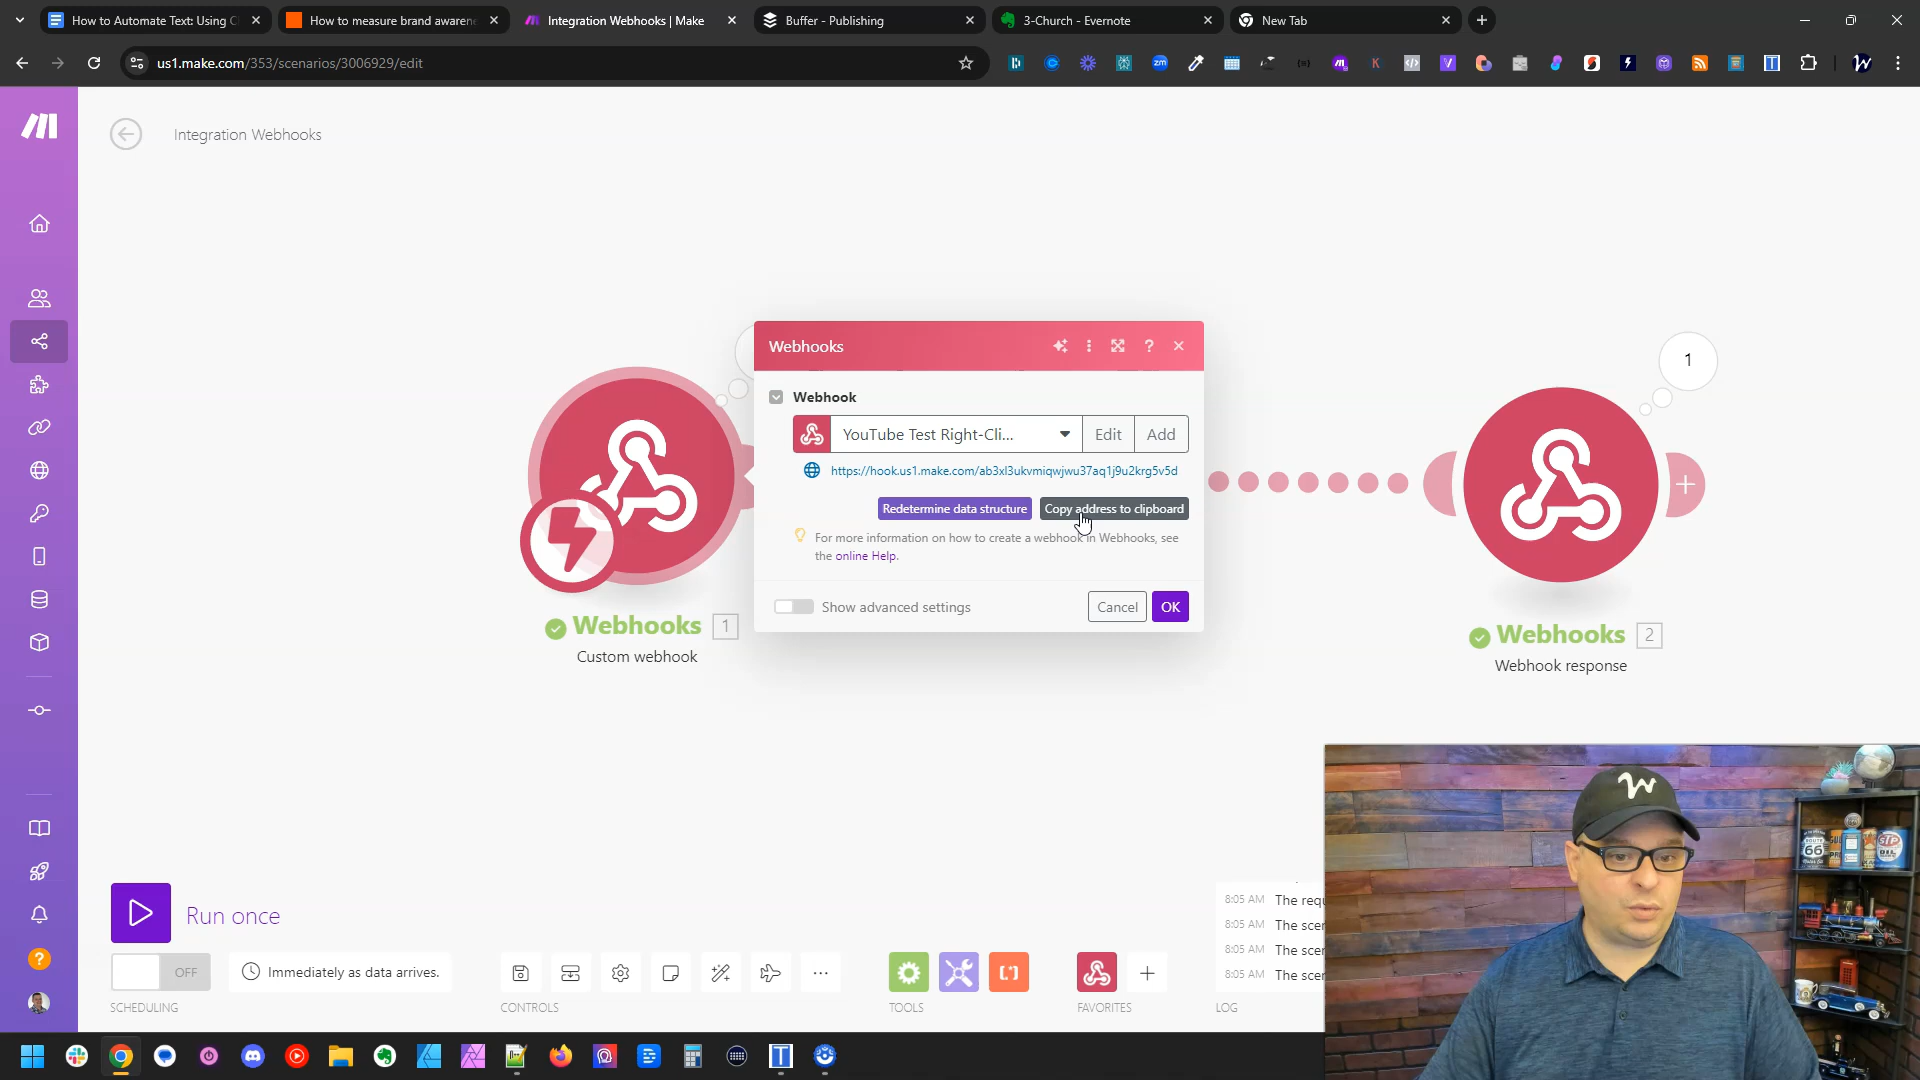 How to Automate Text: Using C
How to measure brand awaren
Integration Webhooks | Make
Buffer - Publishing
3-Church - Evernote
New Tab
us1.make.com/353/scenarios/3006929/edit
Integration Webhooks
Webhooks
Webhook
YouTube Test Right-Cli...
Edit
Add
https://hook.us1.make.com/ab3xl3ukvmiqwjwu37aq1j9u2krg5v5d
Redetermine data structure
Copy address to clipboard
For more information on how to create a webhook in Webhooks, see
the online Help.
Show advanced settings
Cancel
OK
1
Webhooks 1
Custom webhook
Webhooks 2
Webhook response
Run once
OFF
Immediately as data arrives.
SCHEDULING
CONTROLS
TOOLS
FAVORITES
LOG
8:05 AM The requ
8:05 AM The scen
8:05 AM The scen
8:05 AM The scen
ROUTE
66
STP
OIL